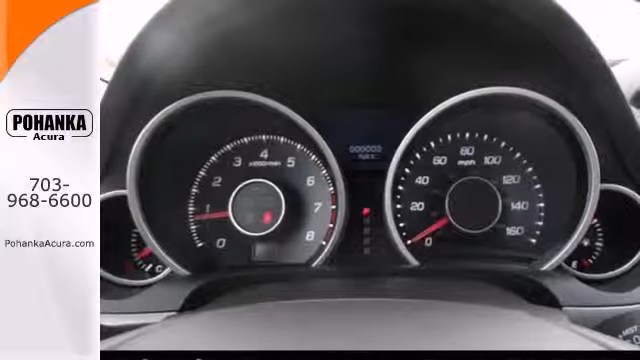 POHANKA
Acura
703-
968-6600
PohankaAcura.com
0 1 2 3 4 5 6 7 8
x1000r/min
0 20 40 60 80 100 120 140 160
mph
C
E